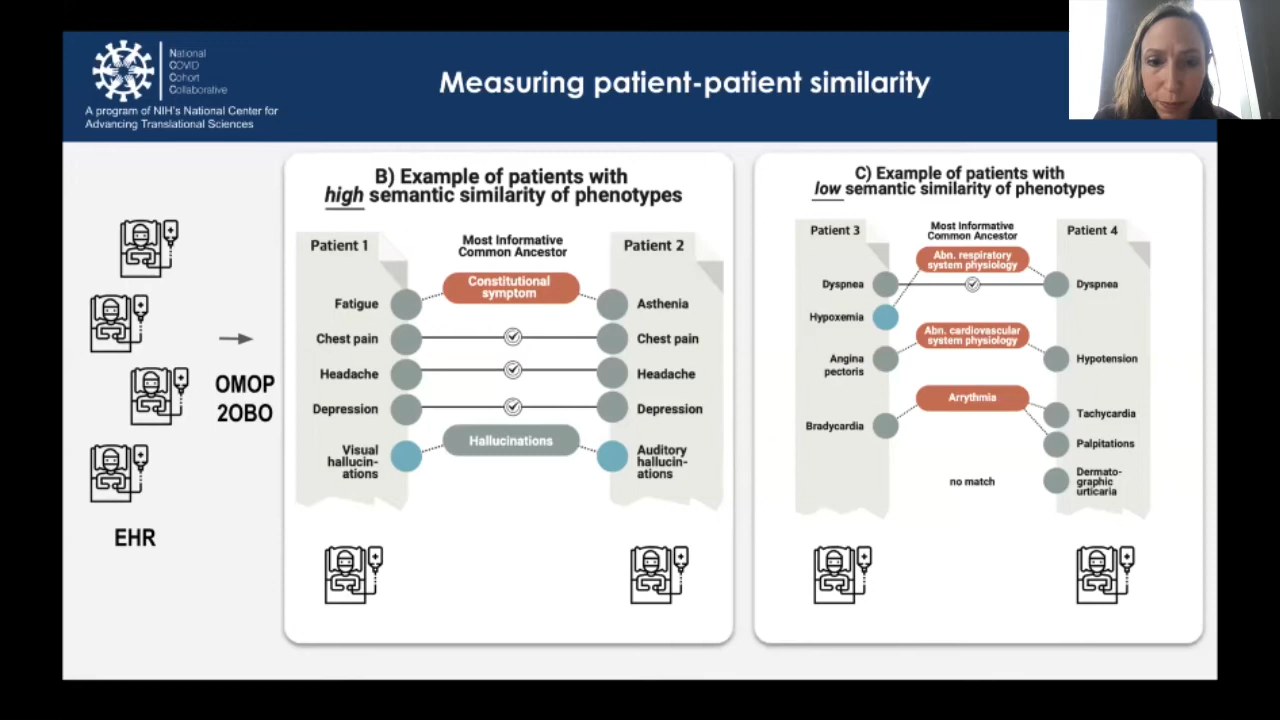 National
COVID
Cohort
Collaborative
A program of NIH's National Center for
Advancing Translational Sciences
Measuring patient-patient similarity
OMOP
2OBO
EHR
B) Example of patients with
high semantic similarity of phenotypes
Patient 1
Most Informative
Common Ancestor
Patient 2
Constitutional
symptom
Fatigue
Asthenia
Chest pain
Chest pain
Headache
Headache
Depression
Depression
Visual
hallucin-
ations
Hallucinations
Auditory
hallucin-
ations
C) Example of patients with
low semantic similarity of phenotypes
Patient 3
Most Informative
Common Ancestor
Patient 4
Abn. respiratory
system physiology
Dyspnea
Dyspnea
Hypoxemia
Abn. cardiovascular
system physiology
Angina
pectoris
Hypotension
Arrythmia
Bradycardia
Tachycardia
Palpitations
no match
Dermato-
graphic
urticaria